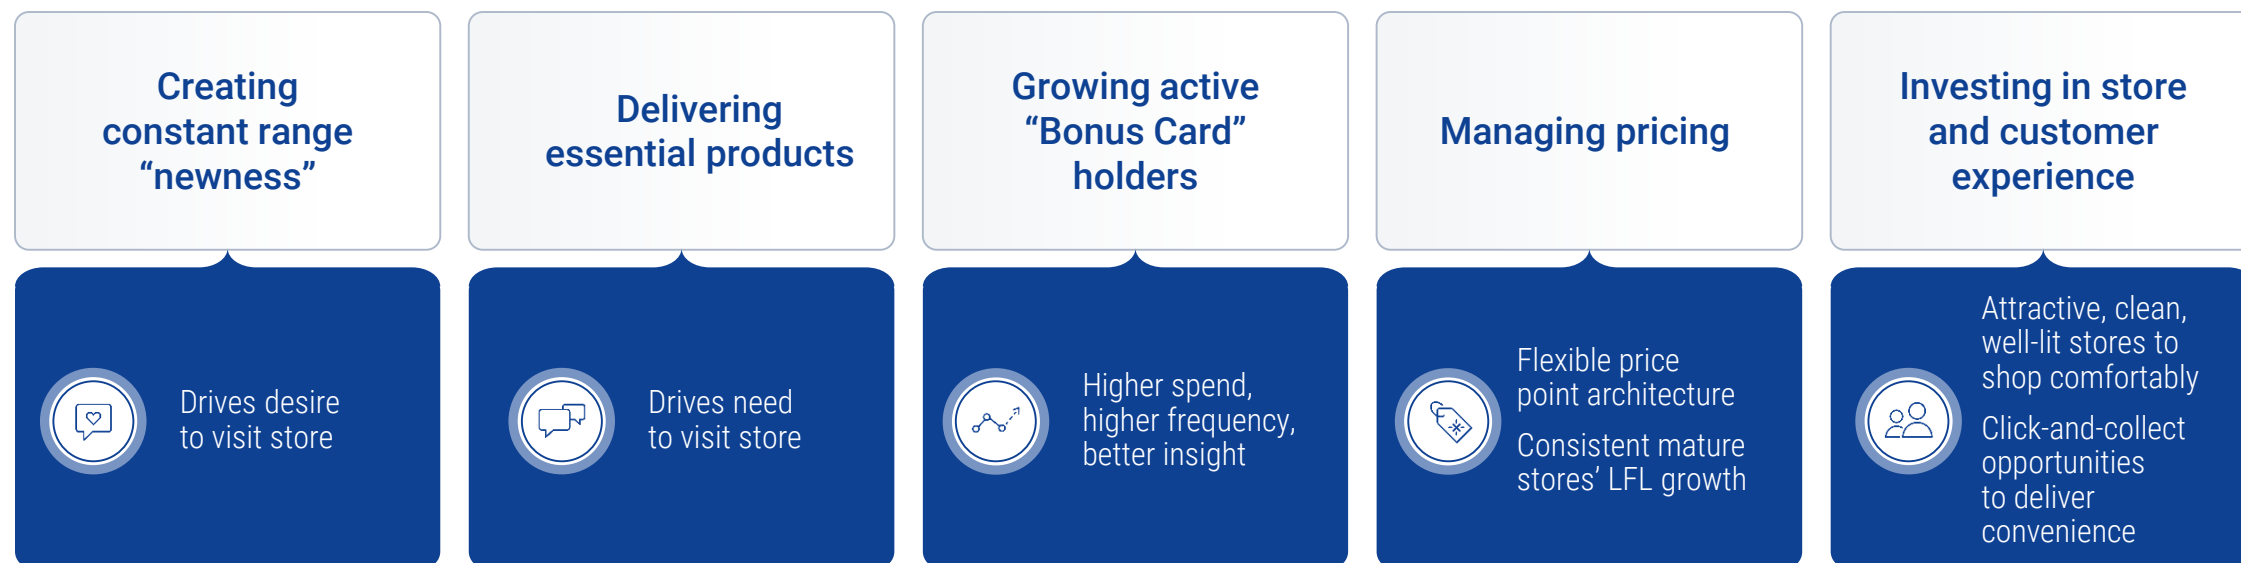 Creating
constant range
“newness”
Drives desire
to visit store
Delivering
essential products
Drives need
to visit store
Growing active
“Bonus Card”
holders
Higher spend,
higher frequency,
better insight
Managing pricing
Flexible price
point architecture
Consistent mature
stores’ LFL growth
Investing in store
and customer
experience
Attractive, clean,
well-lit stores to
shop comfortably
Click-and-collect
opportunities
to deliver
convenience